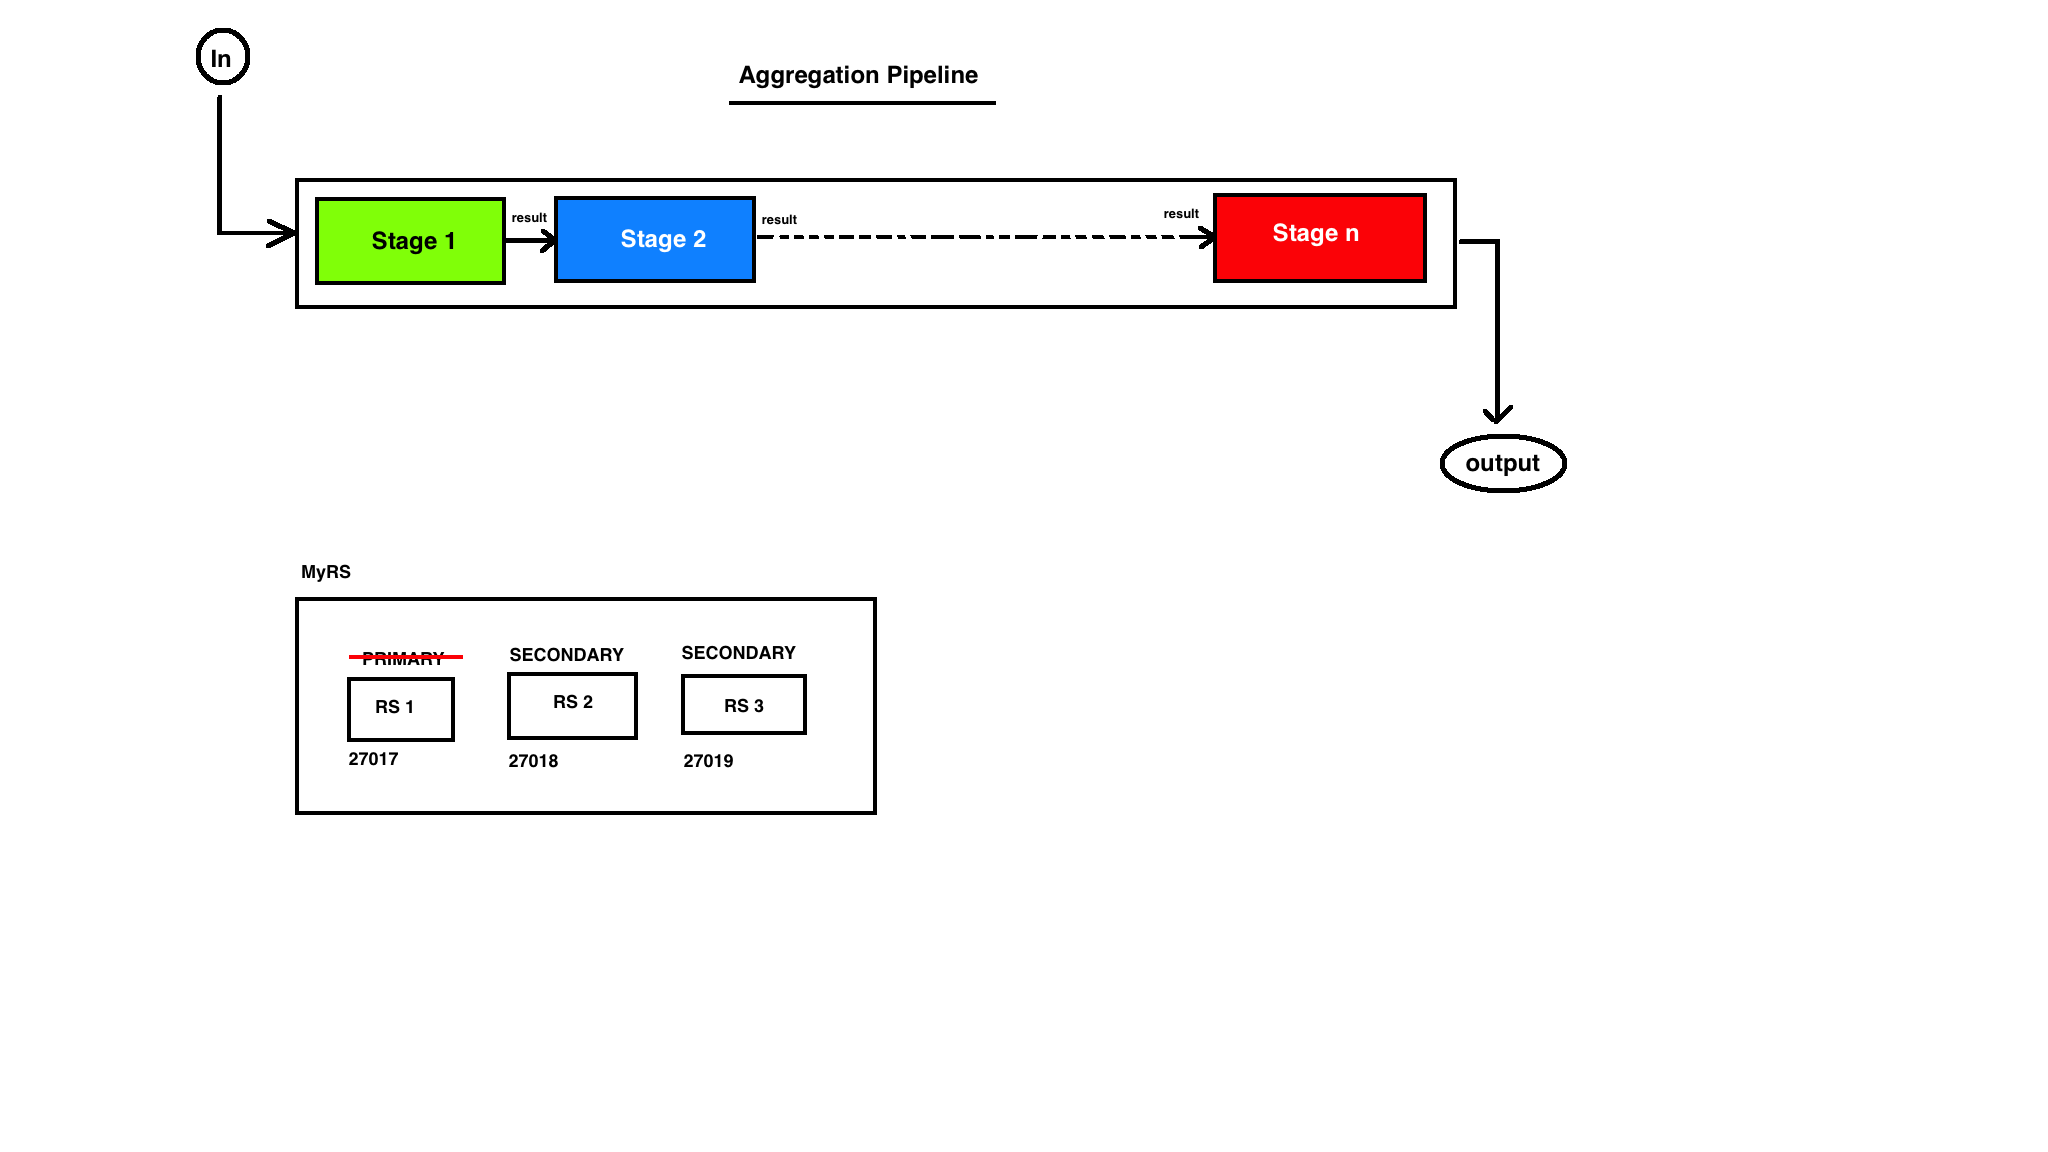 In
Aggregation Pipeline
Stage 1
result
Stage 2
result
result
Stage n
output
MyRS
PRIMARY
SECONDARY
SECONDARY
RS 1
RS 2
RS 3
27017
27018
27019